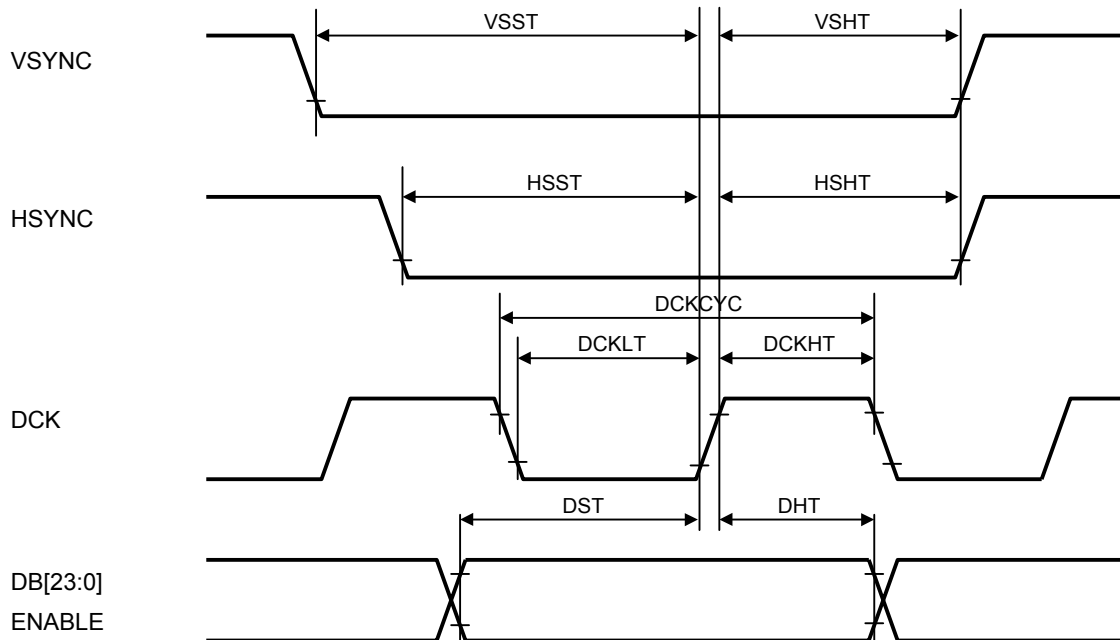 VSST VSHT
VSYNC
HSST HSHT
HSYNC
DCKCYC
DCKLT DCKHT
DCK
DST DHT
DB[23:0]
ENABLE